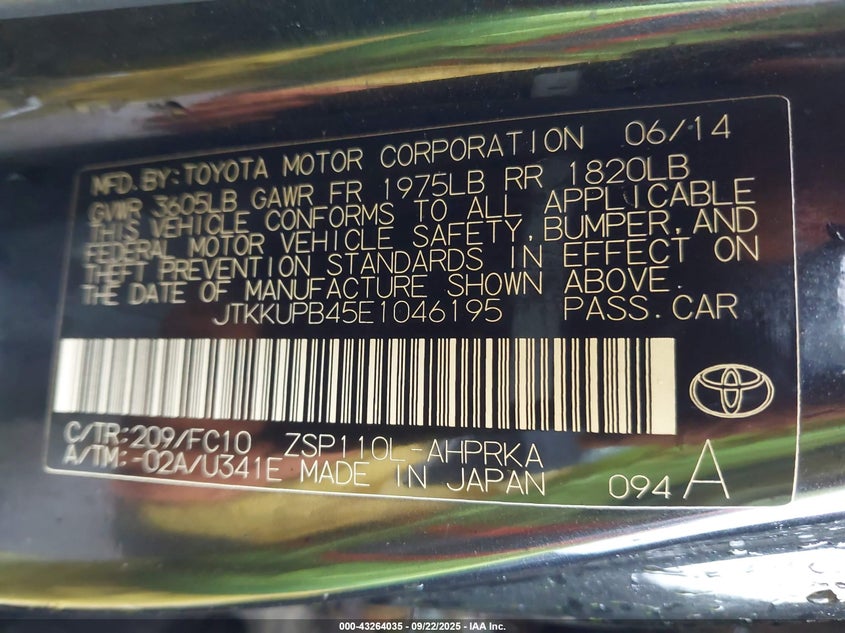 MFD.BY:TOYOTA MOTOR CORPORATION 06/14
GVWR 3605LB GAWR FR 1975LB RR 1820LB
THIS VEHICLE CONFORMS TO ALL APPLICABLE
FEDERAL MOTOR VEHICLE SAFETY,BUMPER,AND
THEFT PREVENTION STANDARDS IN EFFECT ON
THE DATE OF MANUFACTURE SHOWN ABOVE.
JTKKUPB45E1046195 PASS.CAR
C/TR:209/FC10 ZSP110L-AHPRKA
A/TM:-02A/U341E MADE IN JAPAN 094 A
000-43264035 - 09/22/2025 - IAA Inc.